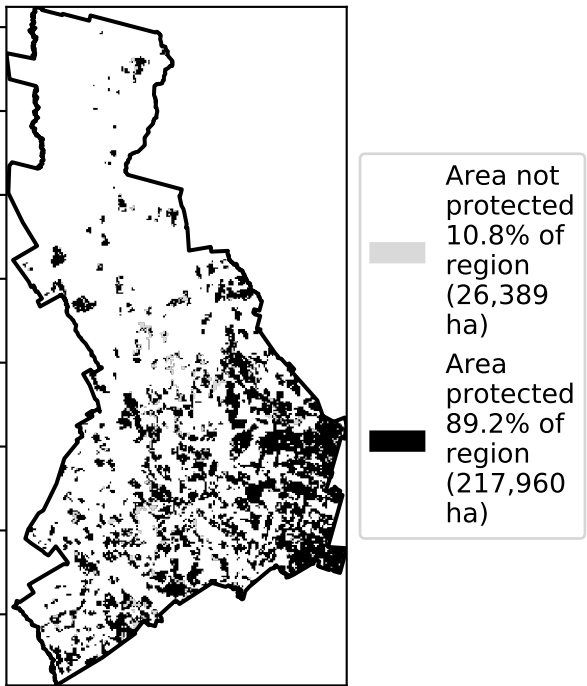 Area not
protected
10.8% of
region
(26,389
ha)
Area
protected
89.2% of
region
(217,960
ha)